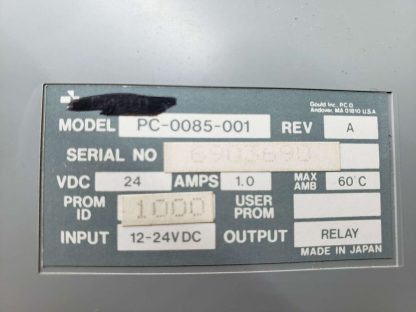 Gould Inc., P.C.D.
Andover, MA 01810 U.S.A
MODEL PC-0085-001 REV A
SERIAL NO 6903690
VDC 24 AMPS 1.0 MAX AMB 60°C
PROM ID 1000 USER PROM
INPUT 12-24VDC OUTPUT RELAY
MADE IN JAPAN